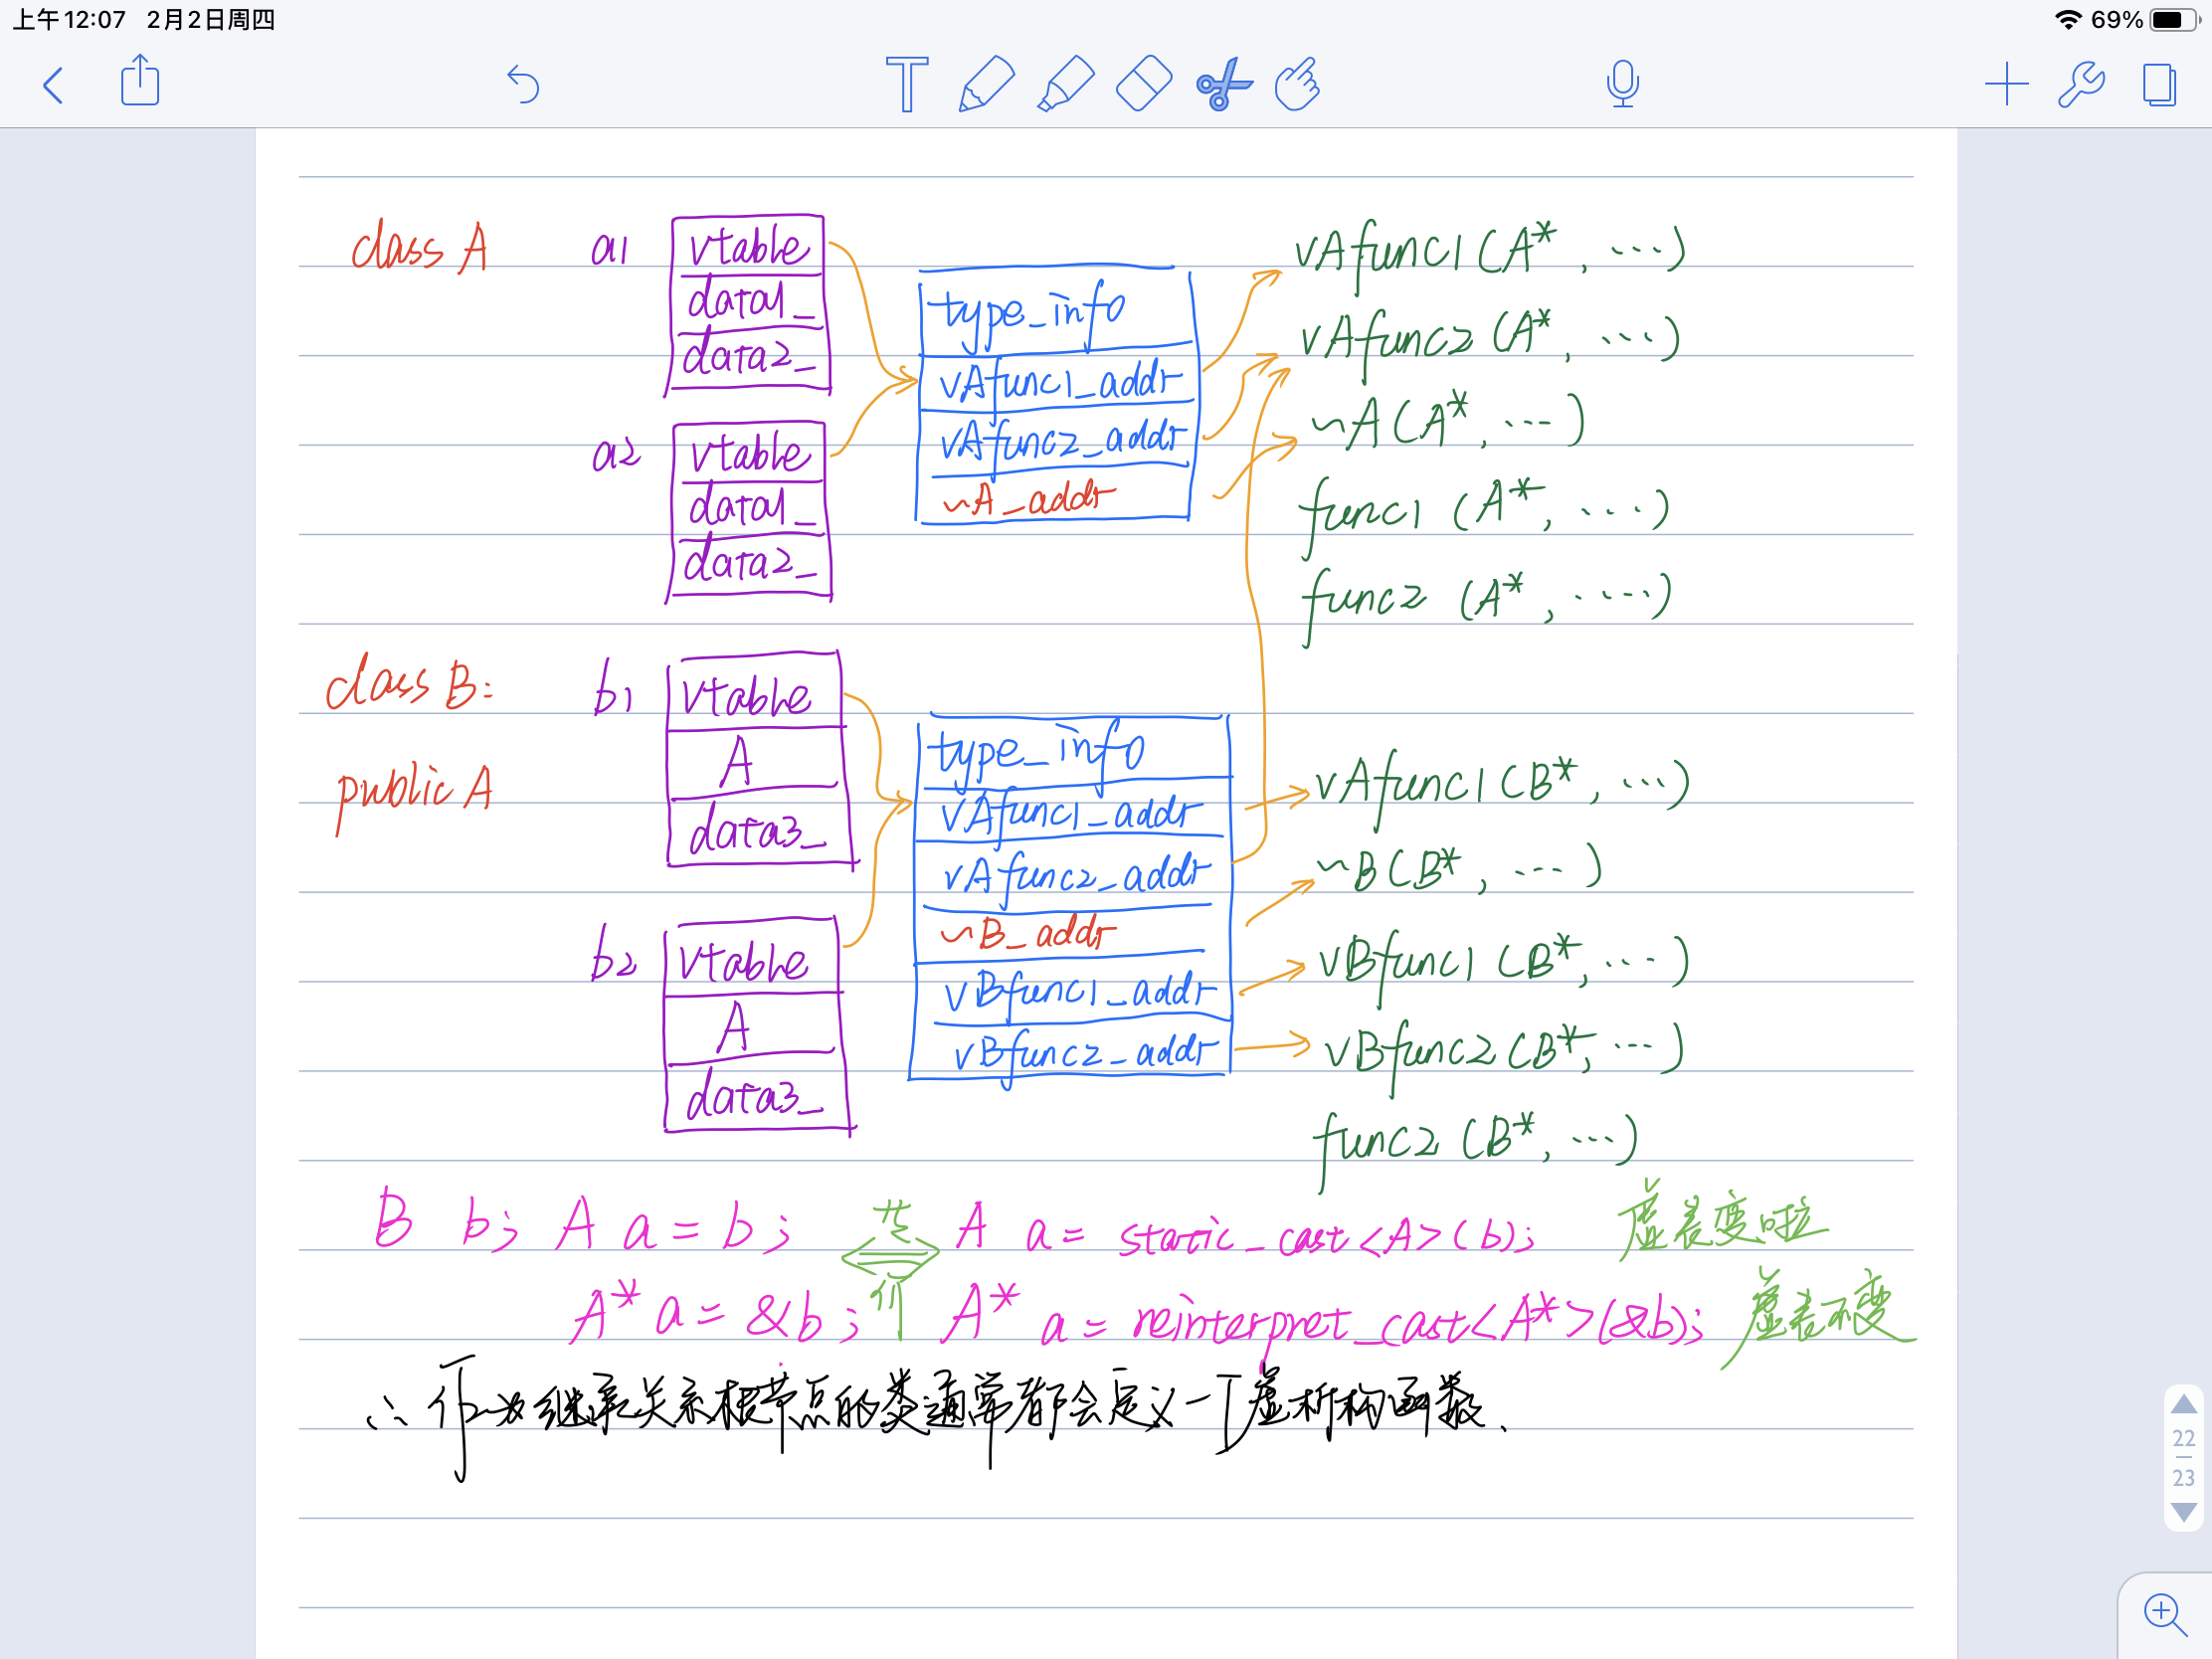 上午12:07 2月2日周四
69%
class A
a1
vtable
data1_
data2_
a2
vtable
data1_
data2_
type_info
vAfunc1_addr
vAfunc2_addr
~A_addr
vAfunc1(A*, ...)
vAfunc2(A*, ...)
~A(A*, ...)
func1(A*, ...)
func2(A*, ....)
class B:
public A
b1
vtable
A
data3_
b2
vtable
A
data3_
type_info
vAfunc1_addr
vAfunc2_addr
~B_addr
vBfunc1_addr
vBfunc2_addr
vAfunc1(B*, ...)
~B(B*, ...)
vBfunc1(B*, ...)
vBfunc2(B*, ...)
func2(B*, ...)
B b; A a = b; 等价 A a = static_cast<A>(b); 虚表变啦
A* a = &b; A* a = reinterpret_cast<A*>(&b); 虚表不变
∴ 作为继承关系根节点的类通常都会定义一个虚析构函数.
22
23